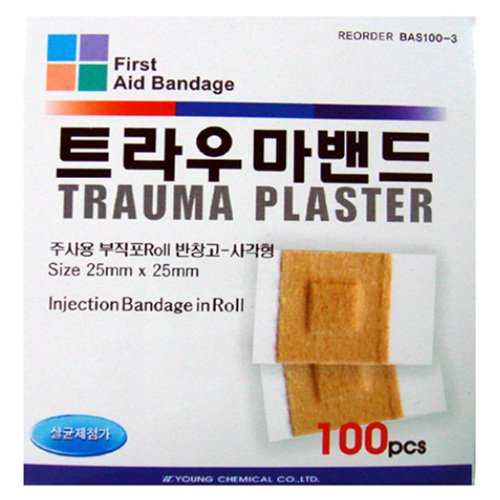 REORDER BAS100-3
First
Aid Bandage
트라우마밴드
TRAUMA PLASTER
주사용 부직포Roll 반창고-사각형
Size 25mm x 25mm
Injection Bandage in Roll
살균제첨가
100pcs
YOUNG CHEMICAL CO.,LTD.